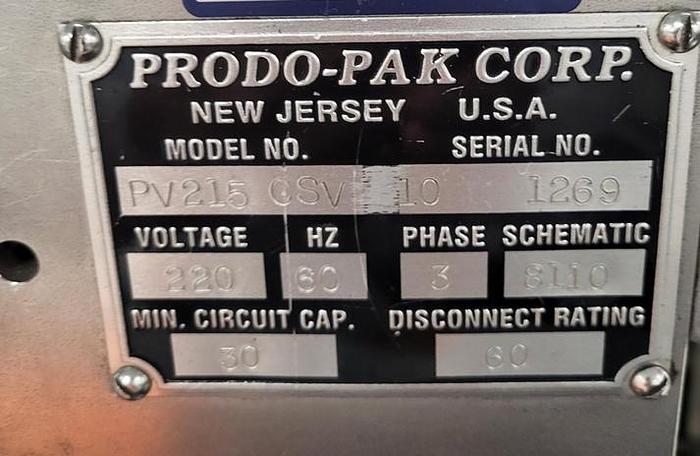 PRODO-PAK CORP.
NEW JERSEY U.S.A.
MODEL NO. SERIAL NO.
PV215 GSV 10 1269
VOLTAGE HZ PHASE SCHEMATIC
220 60 3 8110
MIN. CIRCUIT CAP. DISCONNECT RATING
30 60